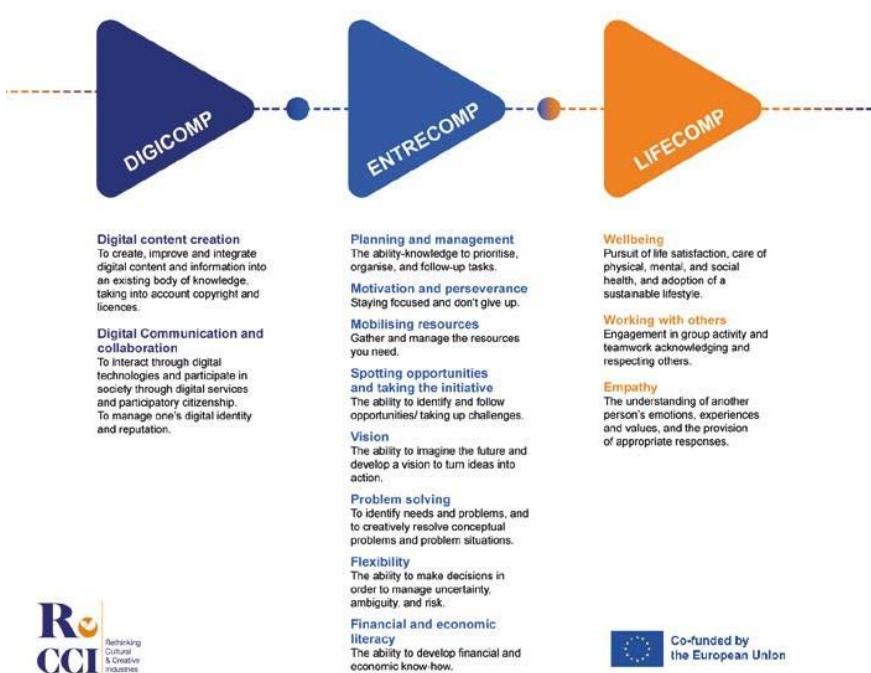 DIGICOMP
ENTRECOMP
LIFECOMP
Digital content creation
To create, improve and integrate
digital content and information into
an existing body of knowledge,
taking into account copyright and
licences.
Digital Communication and
collaboration
To interact through digital
technologies and participate in
society through digital services
and participatory citizenship.
To manage one's digital identity
and reputation.
Planning and management
The ability-knowledge to prioritise,
organise, and follow-up tasks.
Motivation and perseverance
Staying focused and don't give up.
Mobilising resources
Gather and manage the resources
you need.
Spotting opportunities
and taking the initiative
The ability to identify and follow
opportunities/ taking up challenges.
Vision
The ability to imagine the future and
develop a vision to turn ideas into
action.
Problem solving
To identify needs and problems, and
to creatively resolve conceptual
problems and problem situations.
Flexibility
The ability to make decisions in
order to manage uncertainty,
ambiguity, and risk.
Financial and economic
literacy
The ability to develop financial and
economic know-how.
Wellbeing
Pursuit of life satisfaction, care of
physical, mental, and social
health, and adoption of a
sustainable lifestyle.
Working with others
Engagement in group activity and
teamwork acknowledging and
respecting others.
Empathy
The understanding of another
person's emotions, experiences
and values, and the provision
of appropriate responses.
R
CCI
Rethinking
Cultural
& Creative
Industries
Co-funded by
the European Union